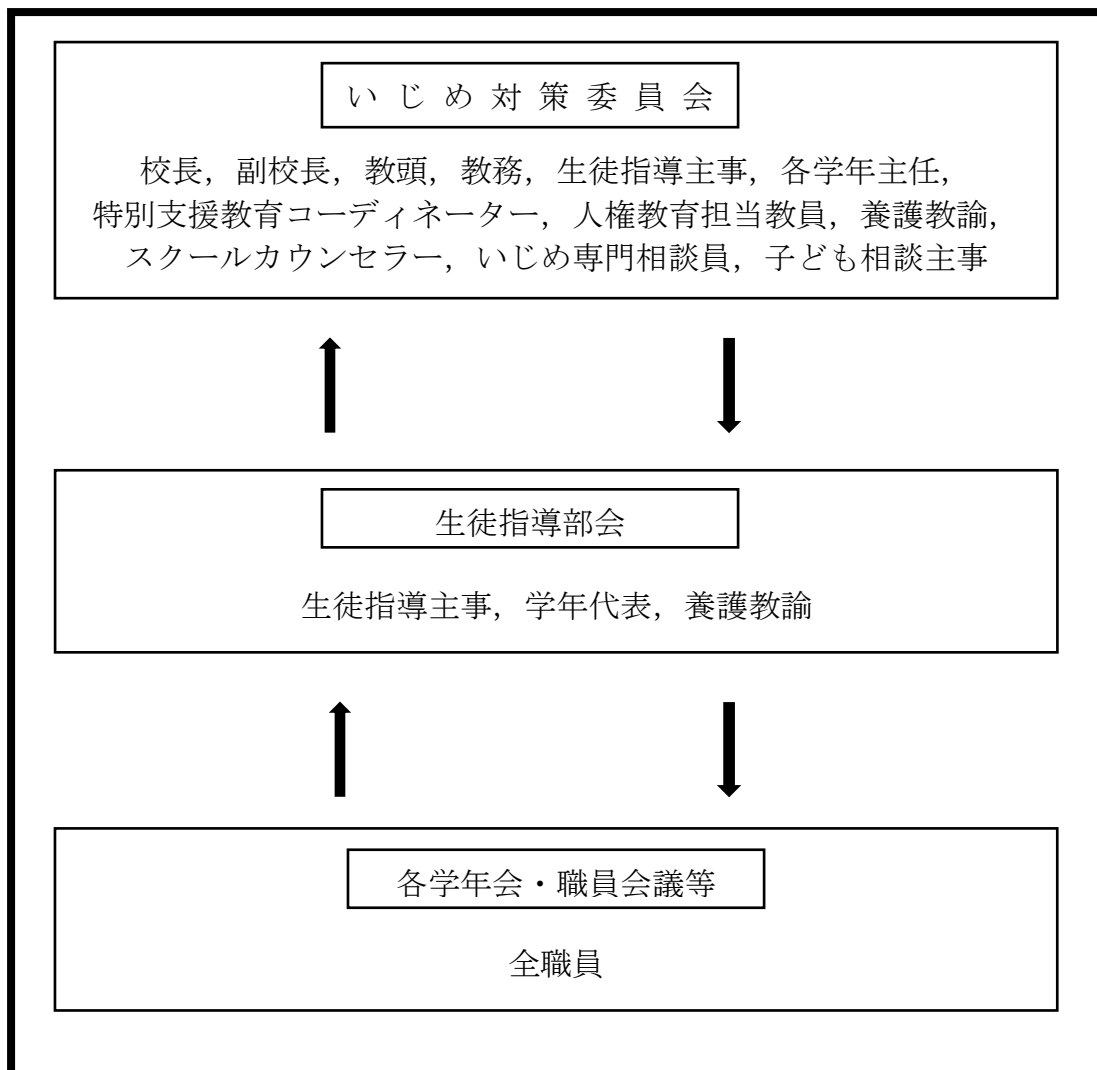 いじめ対策委員会
校長，副校長，教頭，教務，生徒指導主事，各学年主任，
特別支援教育コーディネーター，人権教育担当教員，養護教諭，
スクールカウンセラー，いじめ専門相談員，子ども相談主事
生徒指導部会
生徒指導主事，学年代表，養護教諭
各学年会・職員会議等
全職員